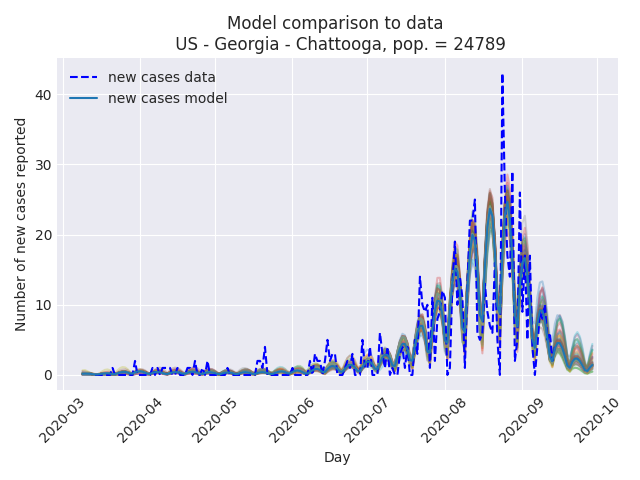 Model comparison to data
US - Georgia - Chattooga, pop. = 24789
new cases data
new cases model
Number of new cases reported
40
30
20
10
0
2020-03
2020-04
2020-05
2020-06
2020-07
2020-08
2020-09
2020-10
Day